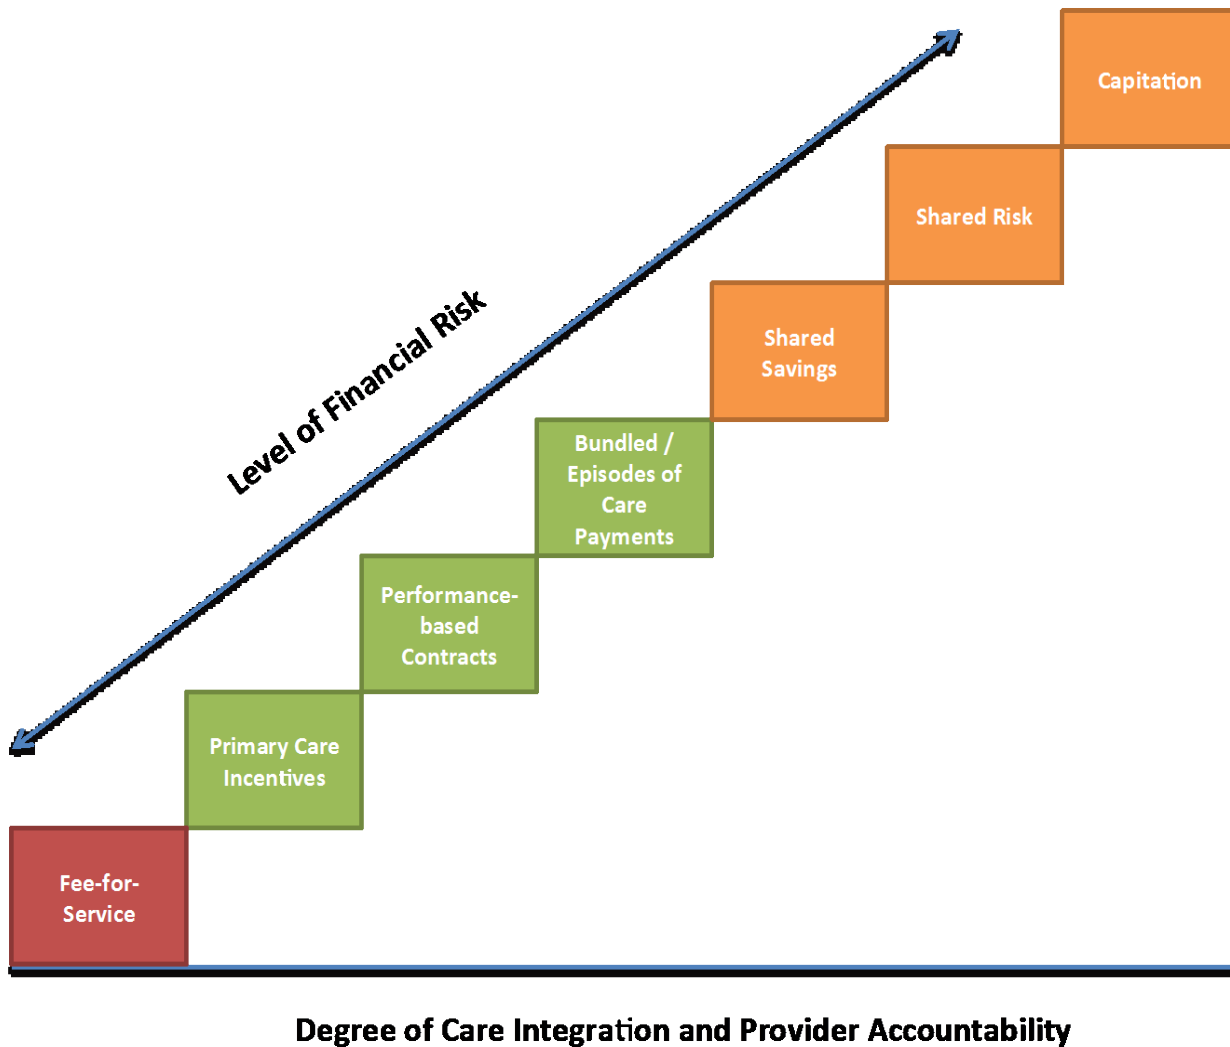 Capitation
Shared Risk
Shared
Savings
Level of Financial Risk
Bundled /
Episodes of
Care
Payments
Performance-
based
Contracts
Primary Care
Incentives
Fee-for-
Service
Degree of Care Integration and Provider Accountability